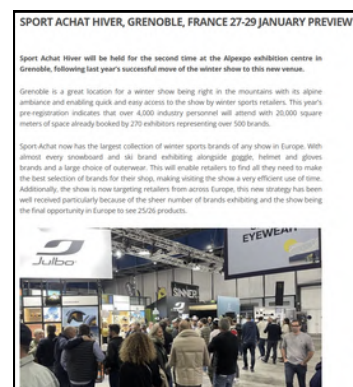 SPORT ACHAT HIVER, GRENOBLE, FRANCE 27-29 JANUARY PREVIEW
Sport Achat Hiver will be held for the second time at the Alpexpo exhibition centre in
Grenoble, following last year's successful move of the winter show to this new venue.
Grenoble is a great location for a winter show being right in the mountains with its alpine
ambiance and enabling quick and easy access to the show by winter sports retailers. This year's
pre-registration indicates that over 4,000 industry personnel will attend with 20,000 square
meters of space already booked by 270 exhibitors representing over 500 brands.
Sport-Achat now has the largest collection of winter sports brands of any show in Europe. With
almost every snowboard and ski brand exhibiting alongside goggle, helmet and gloves
brands and a large choice of outerwear. This will enable retailers to find all they need to make
the best selection of brands for their shop, making visiting the show a very efficient use of time.
Additionally, the show is now targeting retailers from across Europe, this new strategy has been
well received particularly because of the sheer number of brands exhibiting and the show being
the final opportunity in Europe to see 25/26 products.
Julbo
EYEWEAR
SINNER